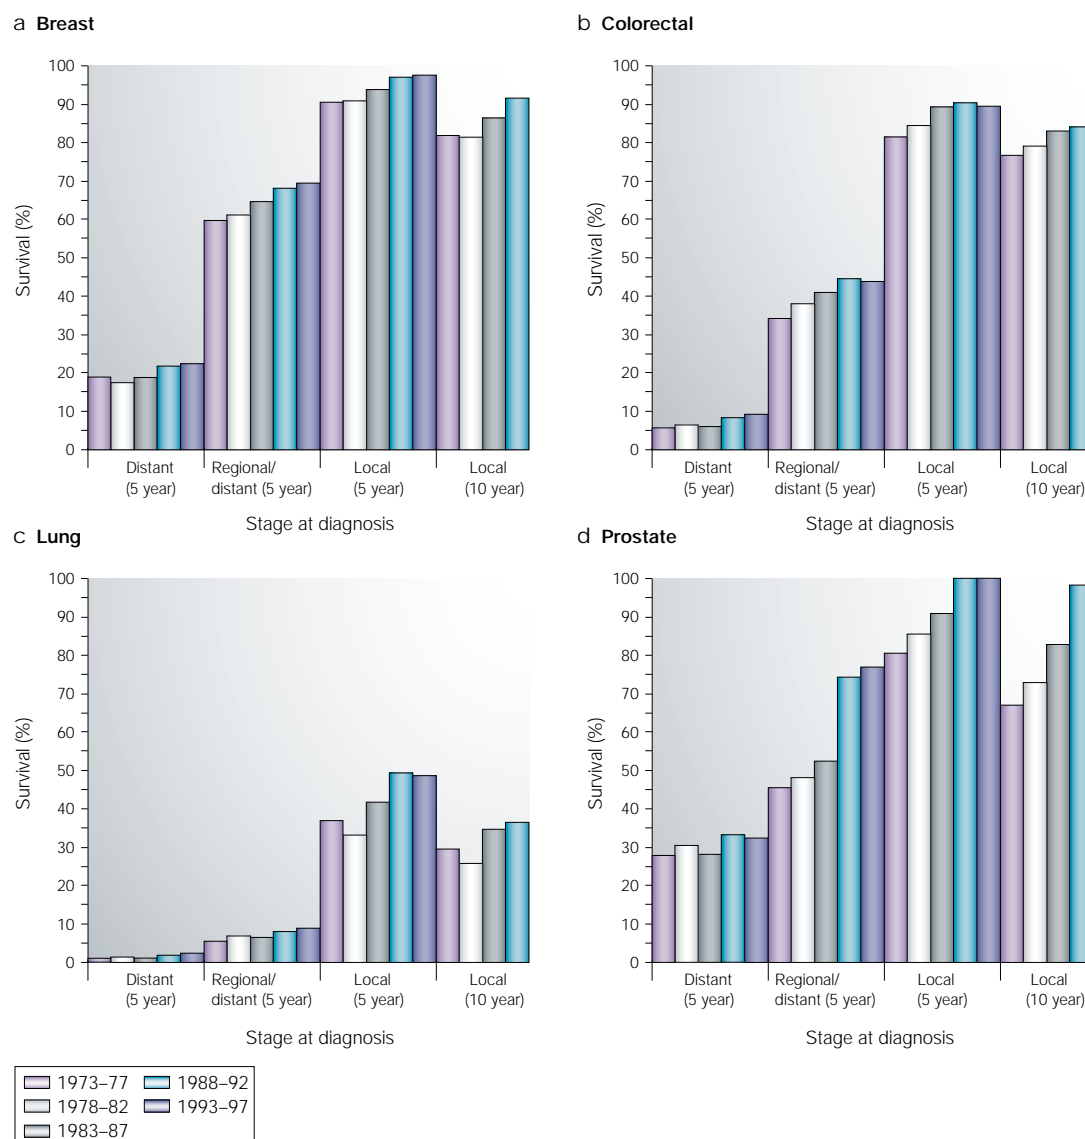 a Breast
100
90
80
70
60
50
40
30
20
10
0
Survival (%)
Distant
(5 year)
Regional/
distant (5 year)
Local
(5 year)
Local
(10 year)
Stage at diagnosis
b Colorectal
100
90
80
70
60
50
40
30
20
10
0
Survival (%)
Distant
(5 year)
Regional/
distant (5 year)
Local
(5 year)
Local
(10 year)
Stage at diagnosis
c Lung
100
90
80
70
60
50
40
30
20
10
0
Survival (%)
Distant
(5 year)
Regional/
distant (5 year)
Local
(5 year)
Local
(10 year)
Stage at diagnosis
d Prostate
100
90
80
70
60
50
40
30
20
10
0
Survival (%)
Distant
(5 year)
Regional/
distant (5 year)
Local
(5 year)
Local
(10 year)
Stage at diagnosis
1973–77
1978–82
1983–87
1988–92
1993–97